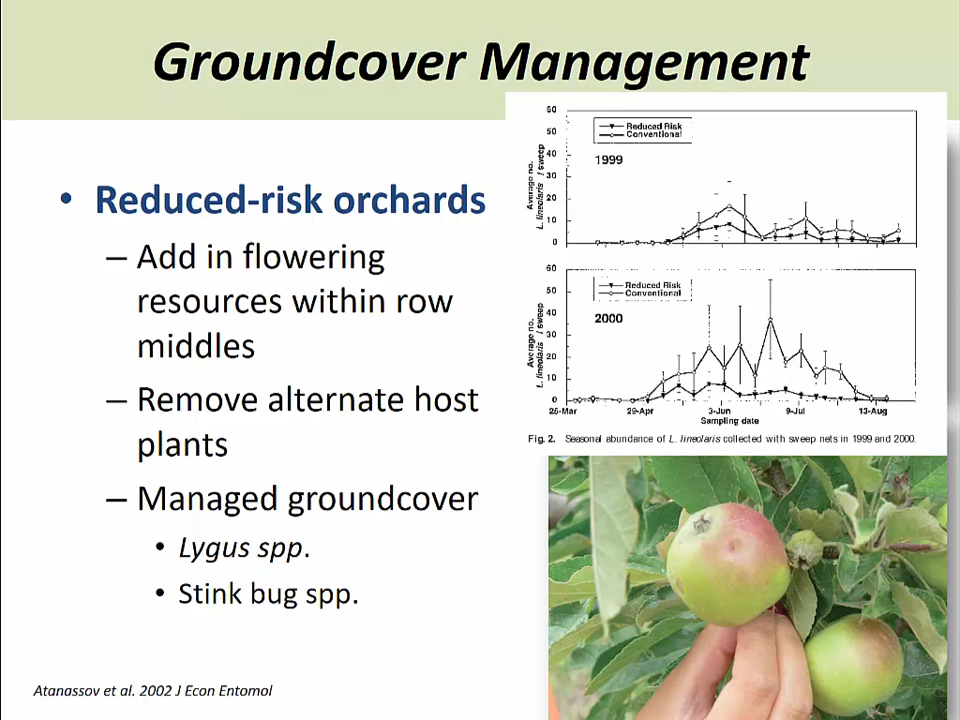 Groundcover Management
• Reduced-risk orchards
– Add in flowering
resources within row
middles
– Remove alternate host
plants
– Managed groundcover
• Lygus spp.
• Stink bug spp.
Atanassov et al. 2002 J Econ Entomol
60
50
40
30
20
10
0
Average no.
L. lineolaris / sweep
Reduced Risk
Conventional
1999
60
50
40
30
20
10
0
Average no.
L. lineolaris / sweep
Reduced Risk
Conventional
2000
29-Apr
3-Jun
9-Jul
13-Aug
Sampling date
Fig. 2. Seasonal abundance of L. lineolaris collected with sweep nets in 1999 and 2000.